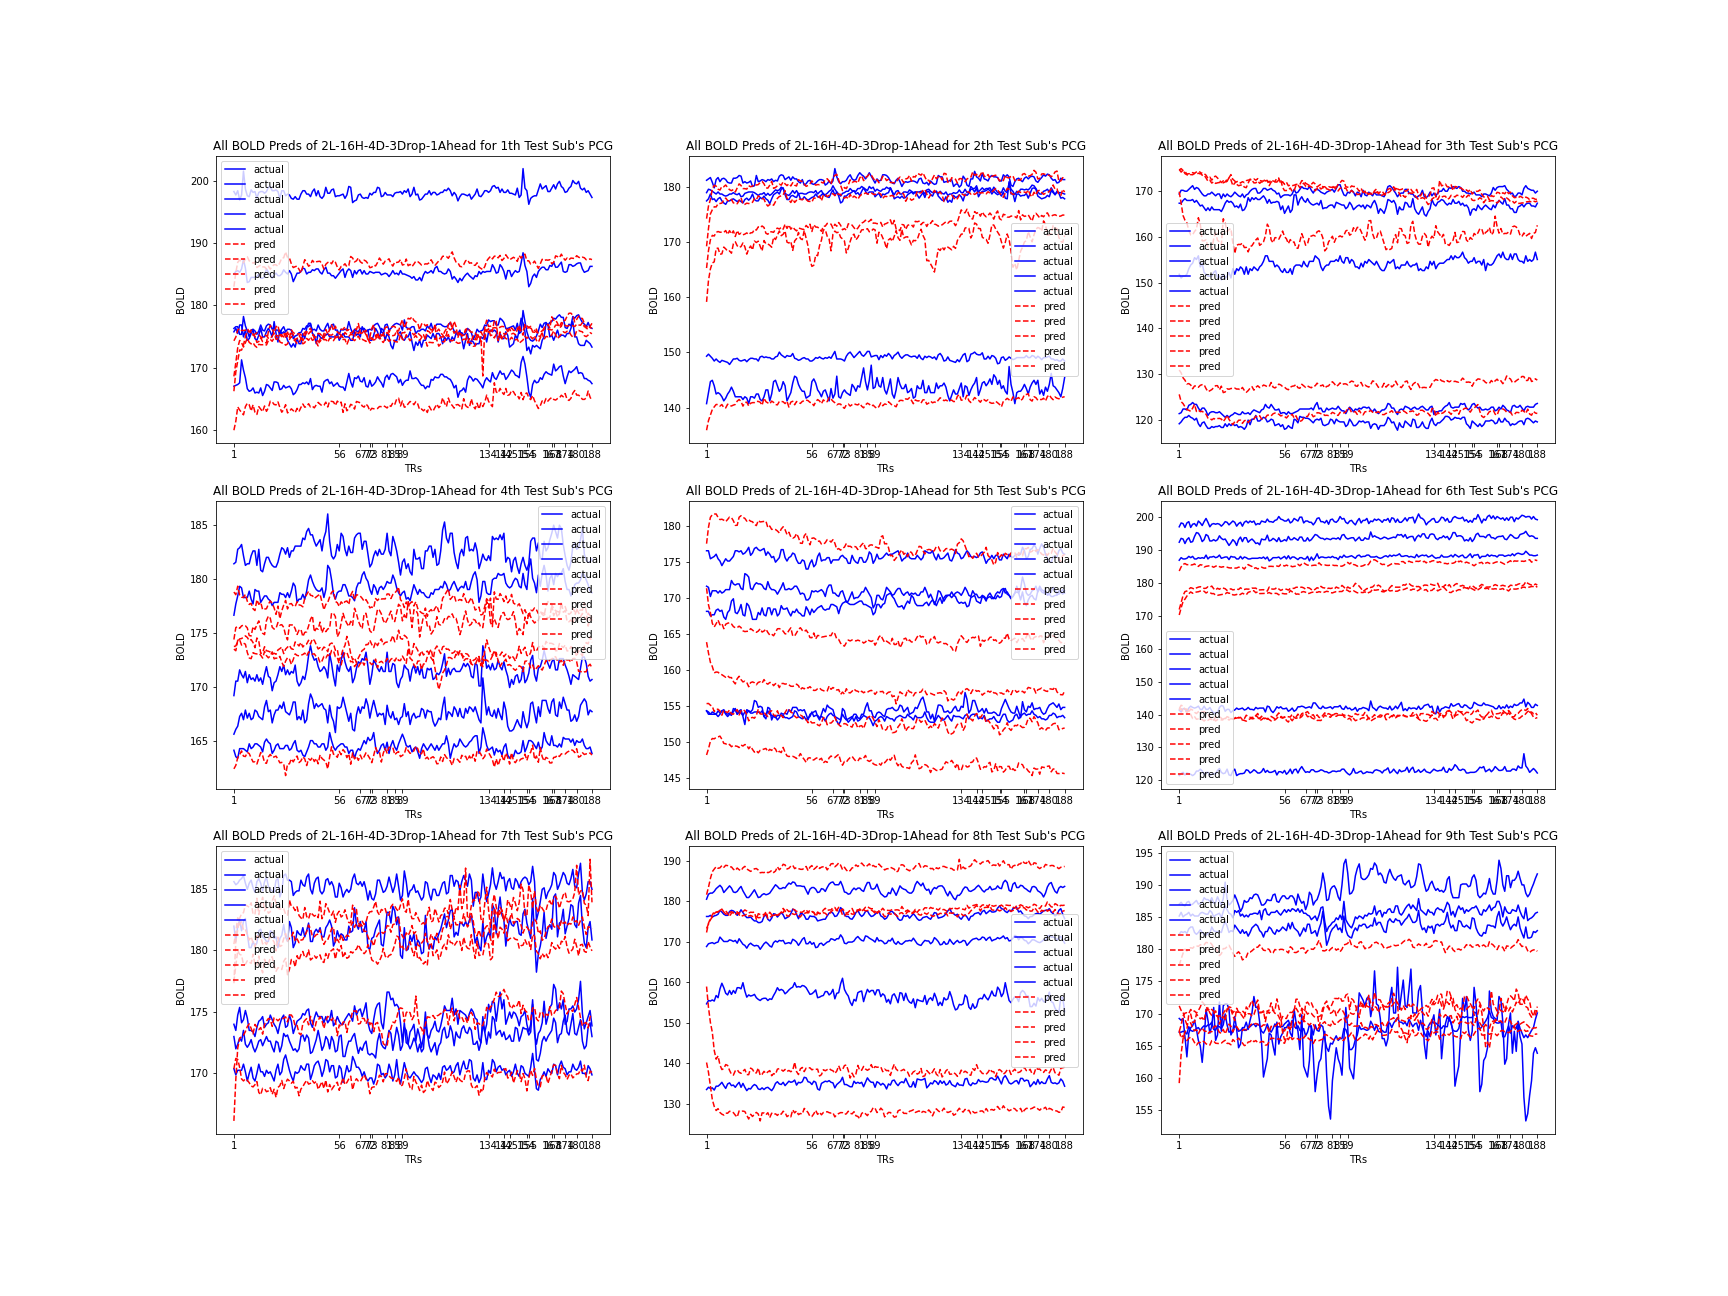 All BOLD Preds of 2L-16H-4D-3Drop-1Ahead for 1th Test Sub's PCG
actual
actual
actual
actual
actual
pred
pred
pred
pred
pred
200
190
180
170
160
BOLD
1
56
89
188
TRs
All BOLD Preds of 2L-16H-4D-3Drop-1Ahead for 2th Test Sub's PCG
180
170
160
150
140
BOLD
actual
actual
actual
actual
actual
pred
pred
pred
pred
pred
1
56
188
TRs
All BOLD Preds of 2L-16H-4D-3Drop-1Ahead for 3th Test Sub's PCG
170
160
150
140
130
120
BOLD
actual
actual
actual
actual
actual
pred
pred
pred
pred
pred
1
56
188
TRs
All BOLD Preds of 2L-16H-4D-3Drop-1Ahead for 4th Test Sub's PCG
185
180
175
170
165
BOLD
actual
actual
actual
actual
actual
pred
pred
pred
pred
pred
1
56
188
TRs
All BOLD Preds of 2L-16H-4D-3Drop-1Ahead for 5th Test Sub's PCG
180
175
170
165
160
155
150
145
BOLD
actual
actual
actual
actual
actual
pred
pred
pred
pred
pred
1
56
188
TRs
All BOLD Preds of 2L-16H-4D-3Drop-1Ahead for 6th Test Sub's PCG
200
190
180
170
160
150
140
130
120
BOLD
actual
actual
actual
actual
actual
pred
pred
pred
pred
pred
1
56
188
TRs
All BOLD Preds of 2L-16H-4D-3Drop-1Ahead for 7th Test Sub's PCG
185
180
175
170
BOLD
actual
actual
actual
actual
actual
pred
pred
pred
pred
pred
1
56
188
TRs
All BOLD Preds of 2L-16H-4D-3Drop-1Ahead for 8th Test Sub's PCG
190
180
170
160
150
140
130
BOLD
actual
actual
actual
actual
actual
pred
pred
pred
pred
pred
1
56
188
TRs
All BOLD Preds of 2L-16H-4D-3Drop-1Ahead for 9th Test Sub's PCG
195
190
185
180
175
170
165
160
155
BOLD
actual
actual
actual
actual
actual
pred
pred
pred
pred
pred
1
56
188
TRs